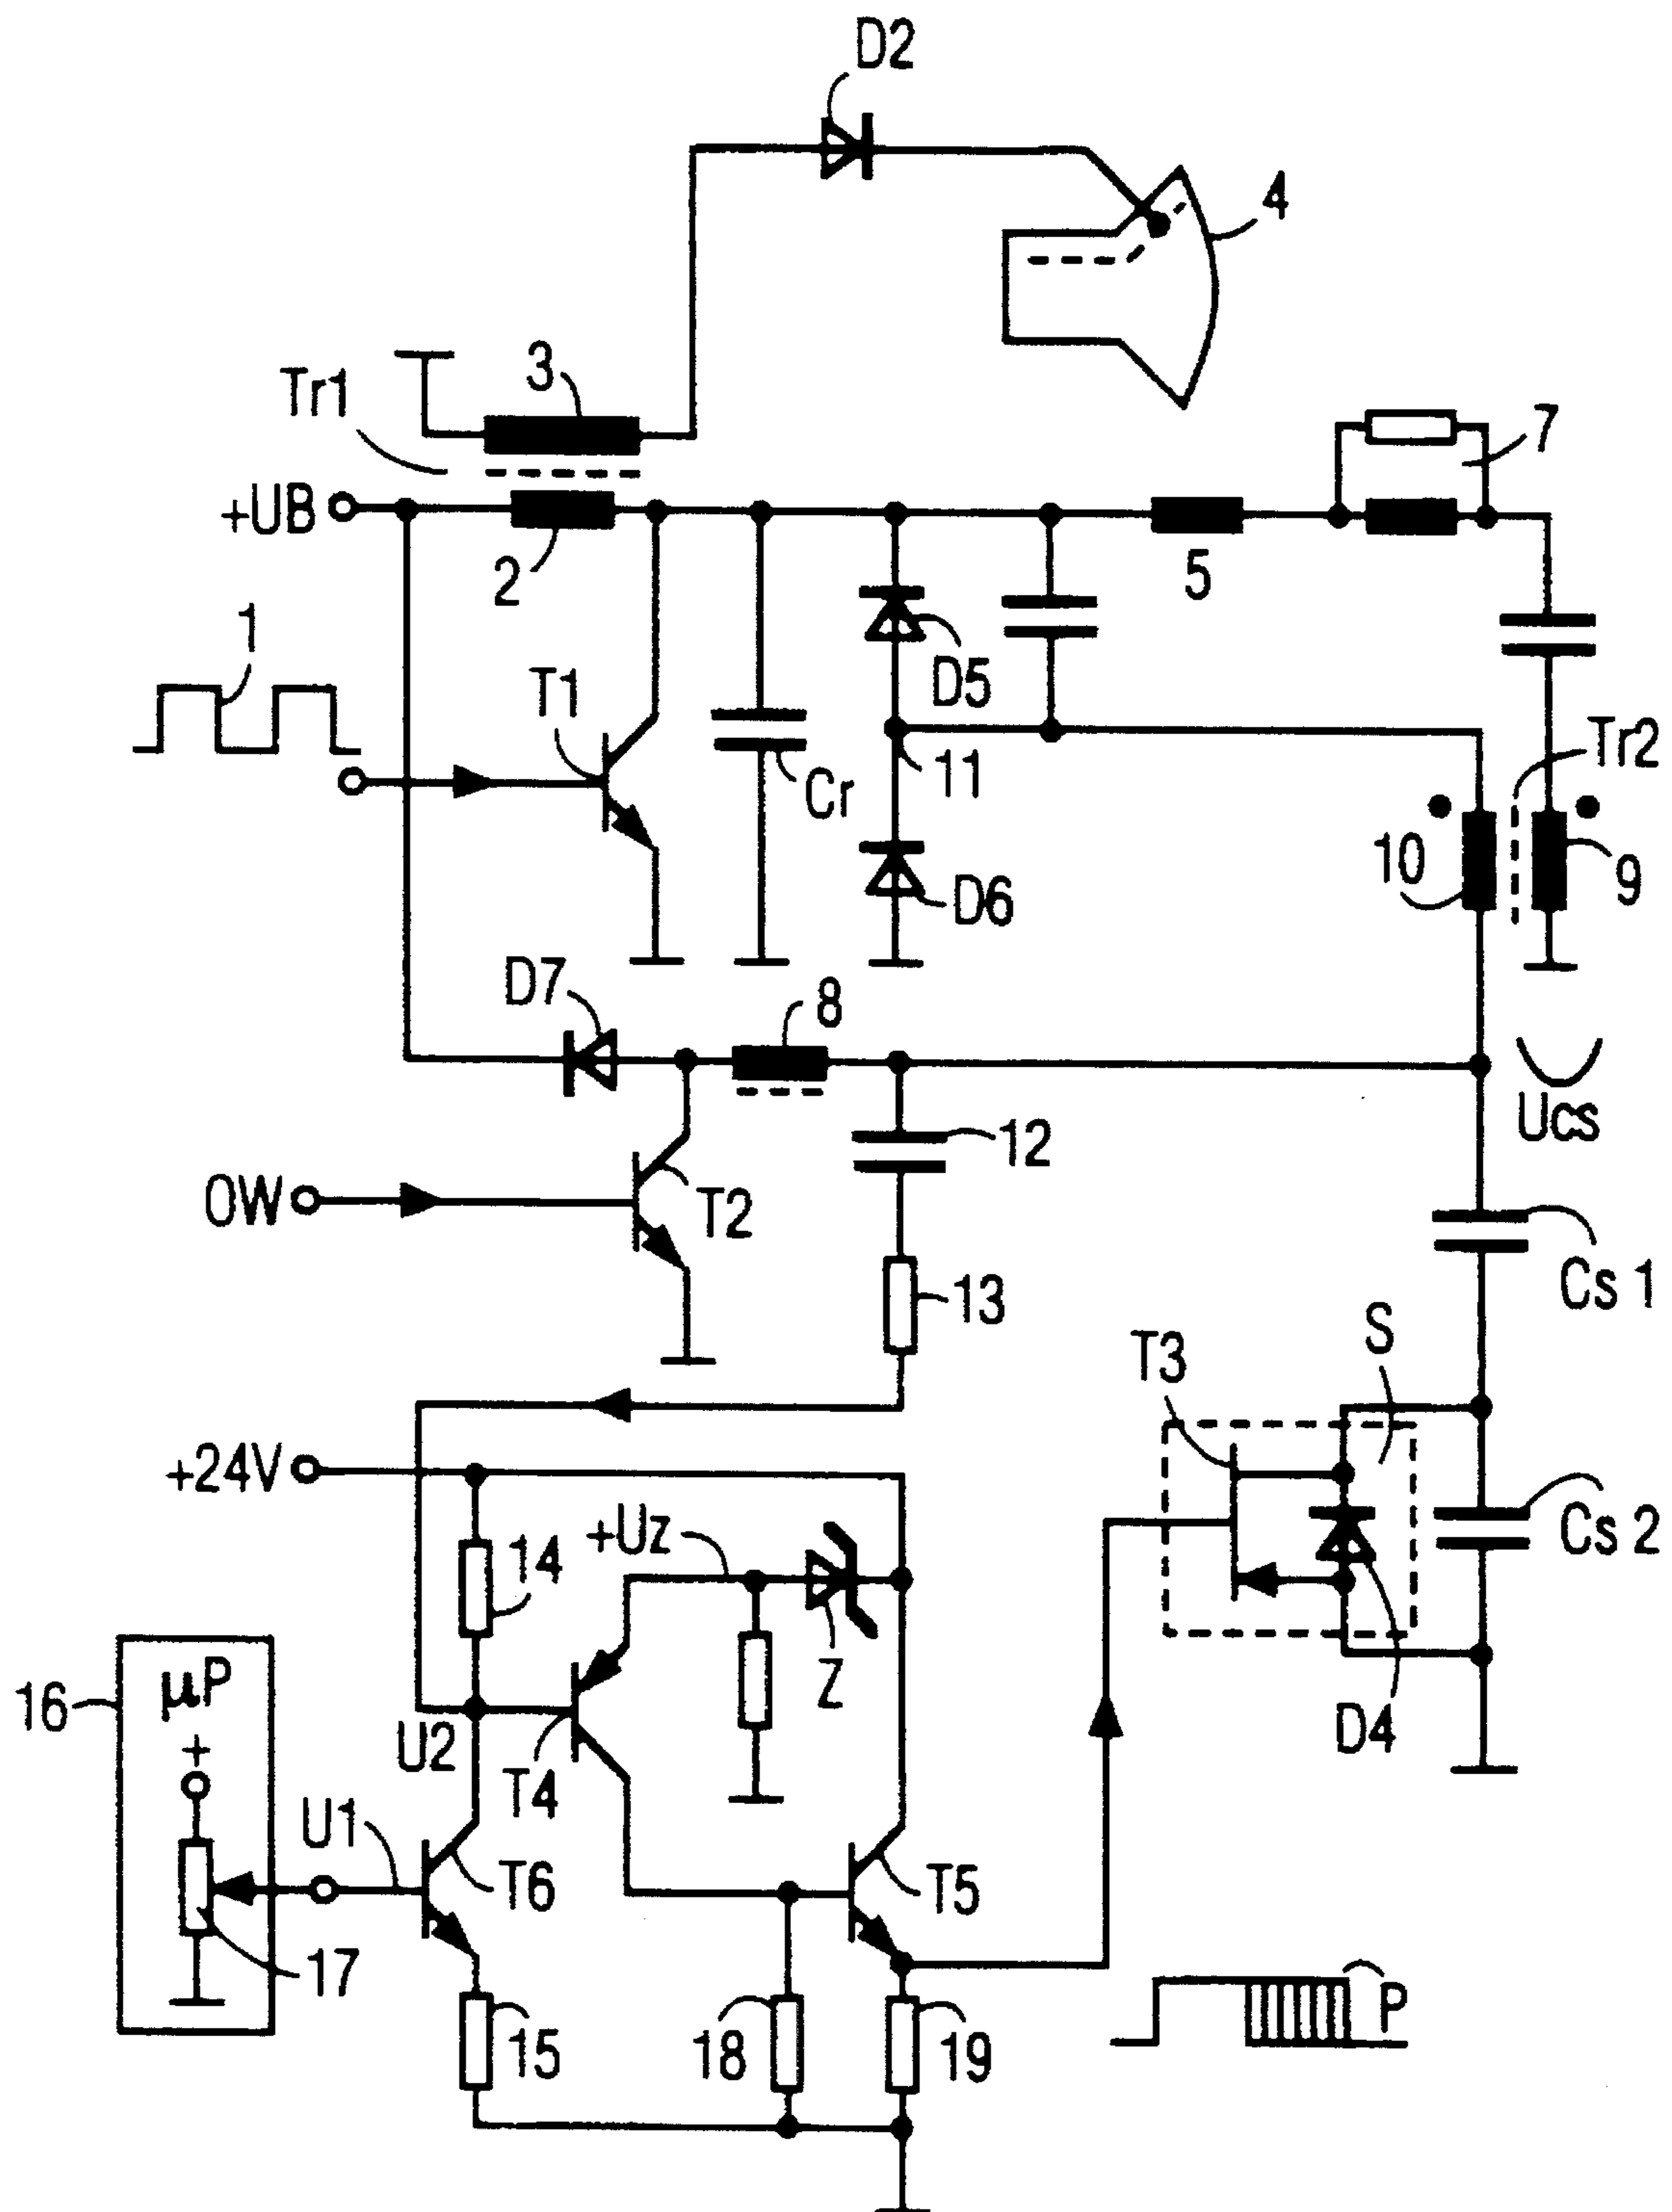 D2
4
3
Tr1
7
+UB
2
5
1
T1
D5
Cr
11
Tr2
10
9
D6
D7
8
Ucs
12
OW
T2
Cs 1
13
T3
S
+24V
+Uz
14
Cs 2
Z
16
µP
+
U2
D4
T4
U1
T6
T5
17
P
15
18
19